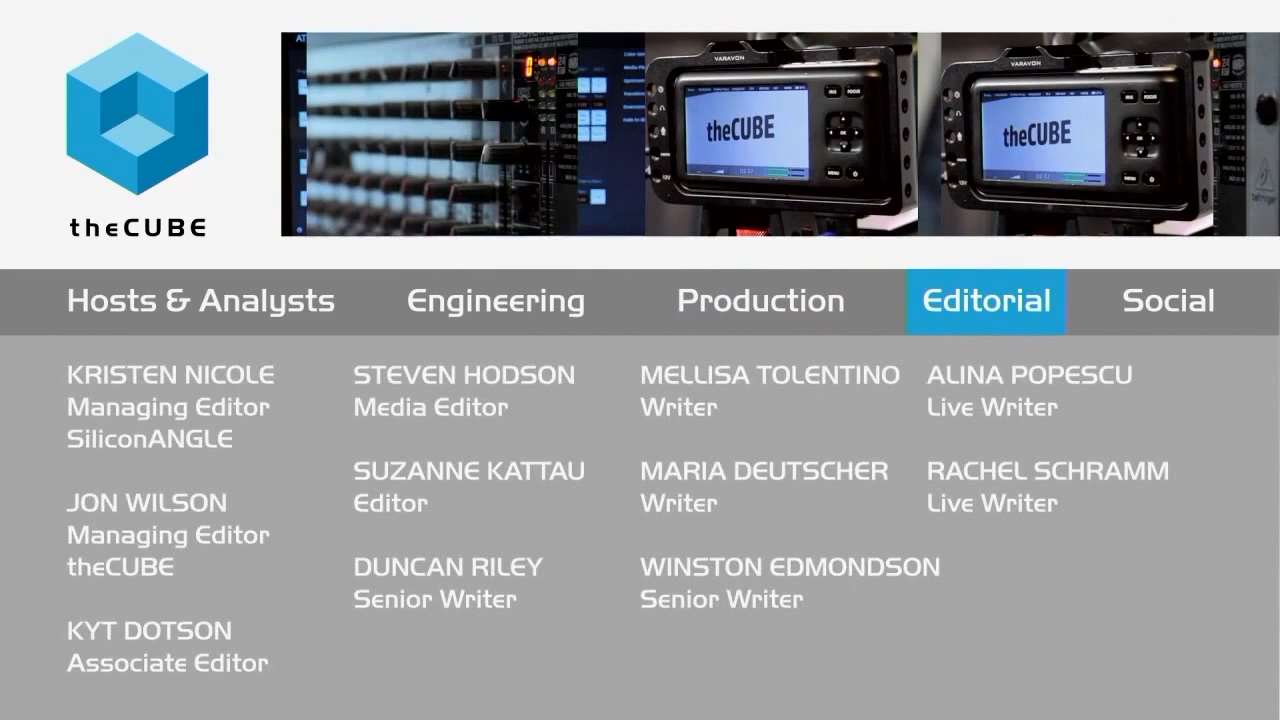 theCUBE
VARAVON
theCUBE
MENU
VARAVON
theCUBE
MENU
Hosts & Analysts
Engineering
Production
Editorial
Social
KRISTEN NICOLE
Managing Editor
SiliconANGLE
JON WILSON
Managing Editor
theCUBE
KYT DOTSON
Associate Editor
STEVEN HODSON
Media Editor
SUZANNE KATTAU
Editor
DUNCAN RILEY
Senior Writer
MELLISA TOLENTINO
Writer
MARIA DEUTSCHER
Writer
WINSTON EDMONDSON
Senior Writer
ALINA POPESCU
Live Writer
RACHEL SCHRAMM
Live Writer